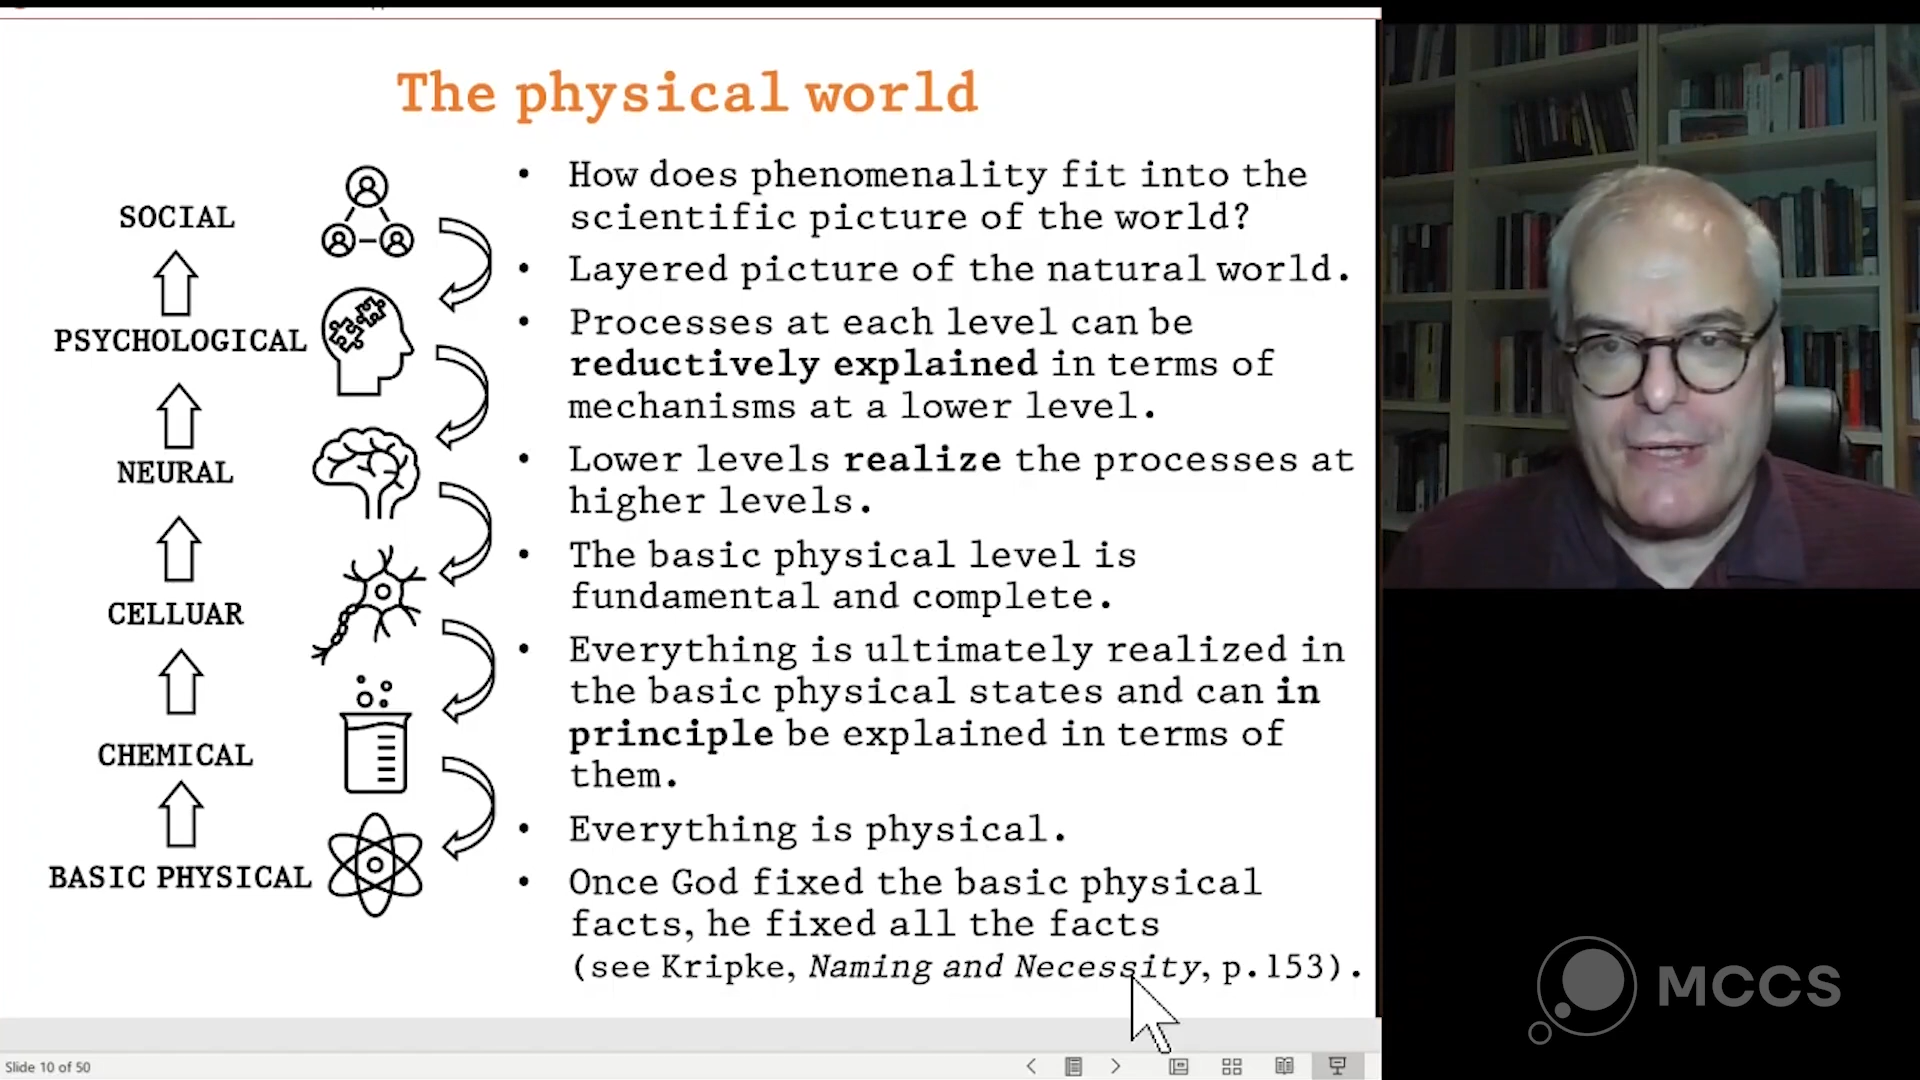 The physical world
SOCIAL
PSYCHOLOGICAL
NEURAL
CELLUAR
CHEMICAL
BASIC PHYSICAL
• How does phenomenality fit into the
scientific picture of the world?
• Layered picture of the natural world.
• Processes at each level can be
reductively explained in terms of
mechanisms at a lower level.
• Lower levels realize the processes at
higher levels.
• The basic physical level is
fundamental and complete.
• Everything is ultimately realized in
the basic physical states and can in
principle be explained in terms of
them.
• Everything is physical.
• Once God fixed the basic physical
facts, he fixed all the facts
(see Kripke, Naming and Necessity, p.153).
MCCS
Slide 10 of 50